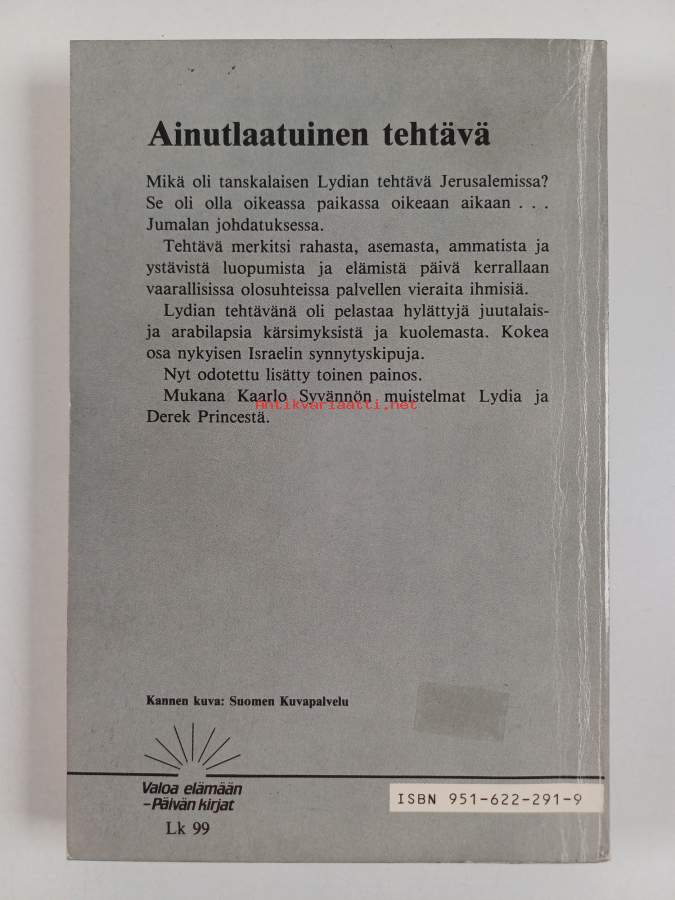 Ainutlaatuinen tehtävä
Mikä oli tanskalaisen Lydian tehtävä Jerusalemissa?
Se oli olla oikeassa paikassa oikeaan aikaan . . .
Jumalan johdatuksessa.
Tehtävä merkitsi rahasta, asemasta, ammatista ja
ystävistä luopumista ja elämistä päivä kerrallaan
vaarallisissa olosuhteissa palvellen vieraita ihmisiä.
Lydian tehtävänä oli pelastaa hylättyjä juutalais-
ja arabilapsia kärsimyksistä ja kuolemasta. Kokea
osa nykyisen Israelin synnytyskipuja.
Nyt odotettu lisätty toinen painos.
Mukana Kaarlo Syvännön muistelmat Lydia ja
Antikvariaatti.net
Derek Princestä.
Kannen kuva: Suomen Kuvapalvelu
Valoa elämään
–Päivän kirjat
Lk 99
ISBN 951-622-291-9